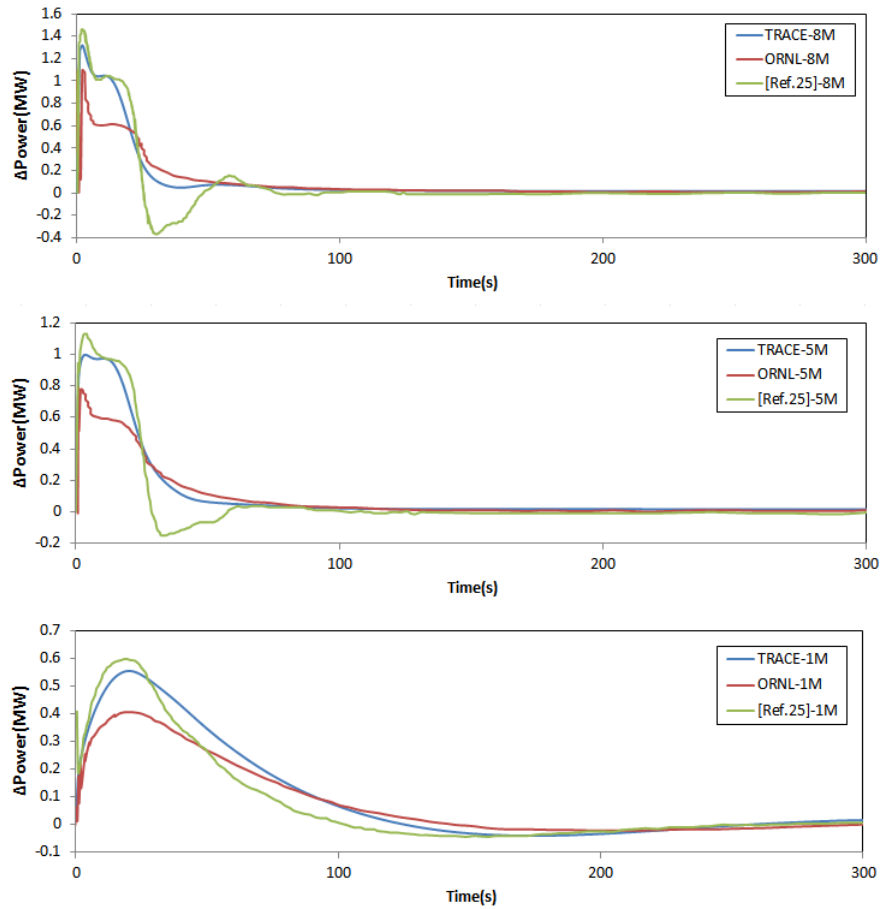 1.6
1.4
1.2
1
0.8
0.6
0.4
0.2
0
-0.2
-0.4
ΔPower(MW)
TRACE-8M
ORNL-8M
[Ref.25]-8M
0 100 200 300
Time(s)
1.2
1
0.8
0.6
0.4
0.2
0
-0.2
ΔPower(MW)
TRACE-5M
ORNL-5M
[Ref.25]-5M
0 100 200 300
Time(s)
0.7
0.6
0.5
0.4
0.3
0.2
0.1
0
-0.1
ΔPower(MW)
TRACE-1M
ORNL-1M
[Ref.25]-1M
0 100 200 300
Time(s)